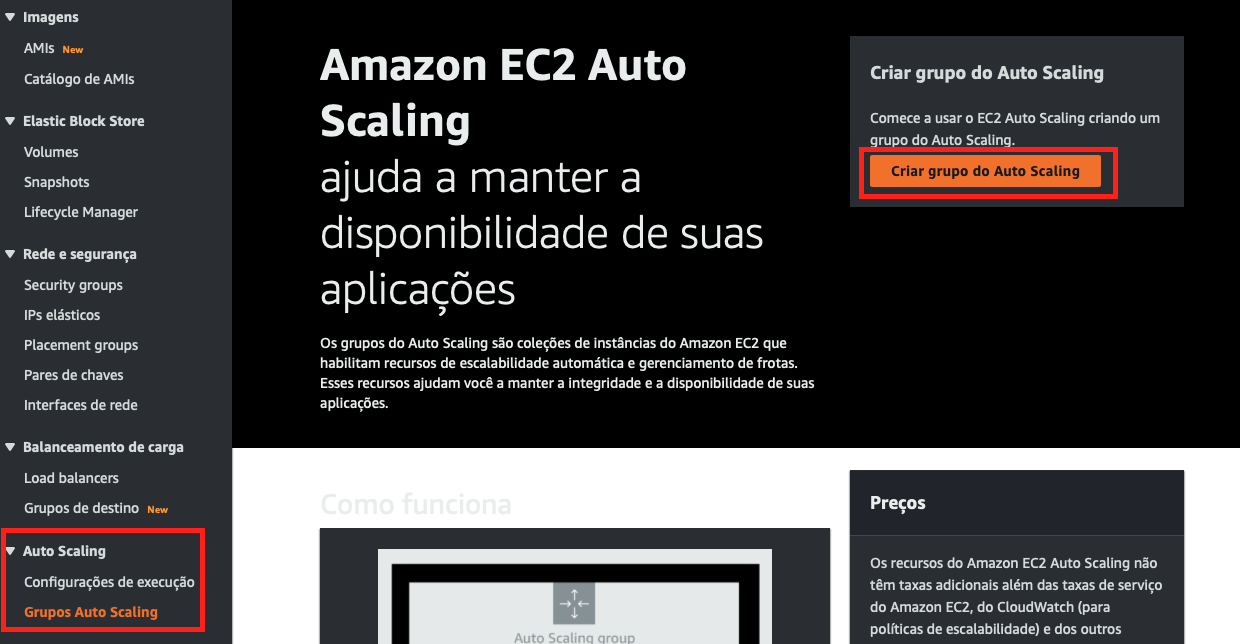 Imagens
AMIs New
Catálogo de AMIs
Elastic Block Store
Volumes
Snapshots
Lifecycle Manager
Rede e segurança
Security groups
IPs elásticos
Placement groups
Pares de chaves
Interfaces de rede
Balanceamento de carga
Load balancers
Grupos de destino New
Auto Scaling
Configurações de execução
Grupos Auto Scaling
Amazon EC2 Auto
Scaling
ajuda a manter a
disponibilidade de suas
aplicações
Os grupos do Auto Scaling são coleções de instâncias do Amazon EC2 que
habilitam recursos de escalabilidade automática e gerenciamento de frotas.
Esses recursos ajudam você a manter a integridade e a disponibilidade de suas
aplicações.
Criar grupo do Auto Scaling
Comece a usar o EC2 Auto Scaling criando um
grupo do Auto Scaling.
Criar grupo do Auto Scaling
Como funciona
Auto Scaling group
Preços
Os recursos do Amazon EC2 Auto Scaling não
têm taxas adicionais além das taxas de serviço
do Amazon EC2, do CloudWatch (para
políticas de escalabilidade) e dos outros